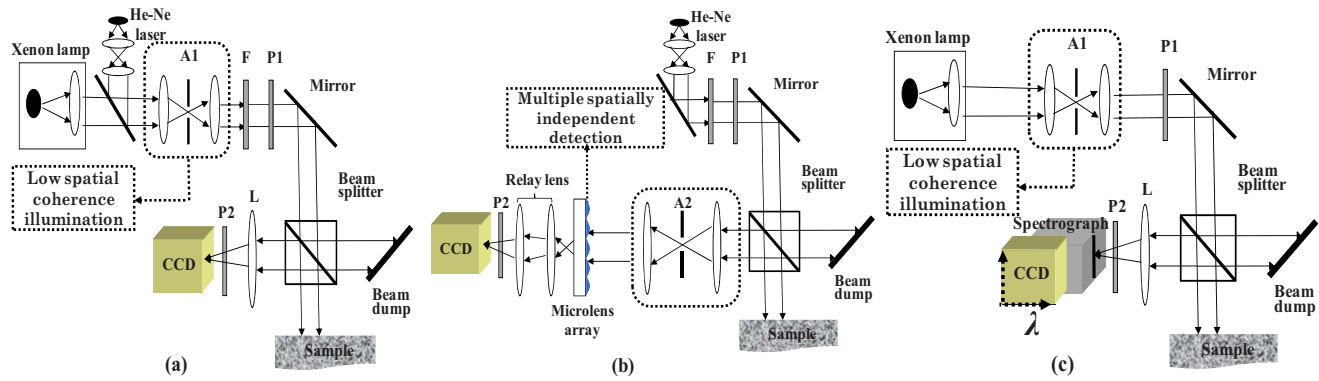 He-Ne
laser
Xenon lamp
A1
F
P1
Mirror
Low spatial
coherence
illumination
Beam
splitter
P2
L
CCD
Beam
dump
Sample
(a)
He-Ne
laser
F
P1
Mirror
Multiple spatially
independent
detection
Beam
splitter
Relay lens
P2
A2
CCD
Microlens
array
Beam
dump
Sample
(b)
Xenon lamp
A1
P1
Mirror
Low spatial
coherence
illumination
Beam
splitter
P2
L
Spectrograph
CCD
λ
Beam
dump
Sample
(c)